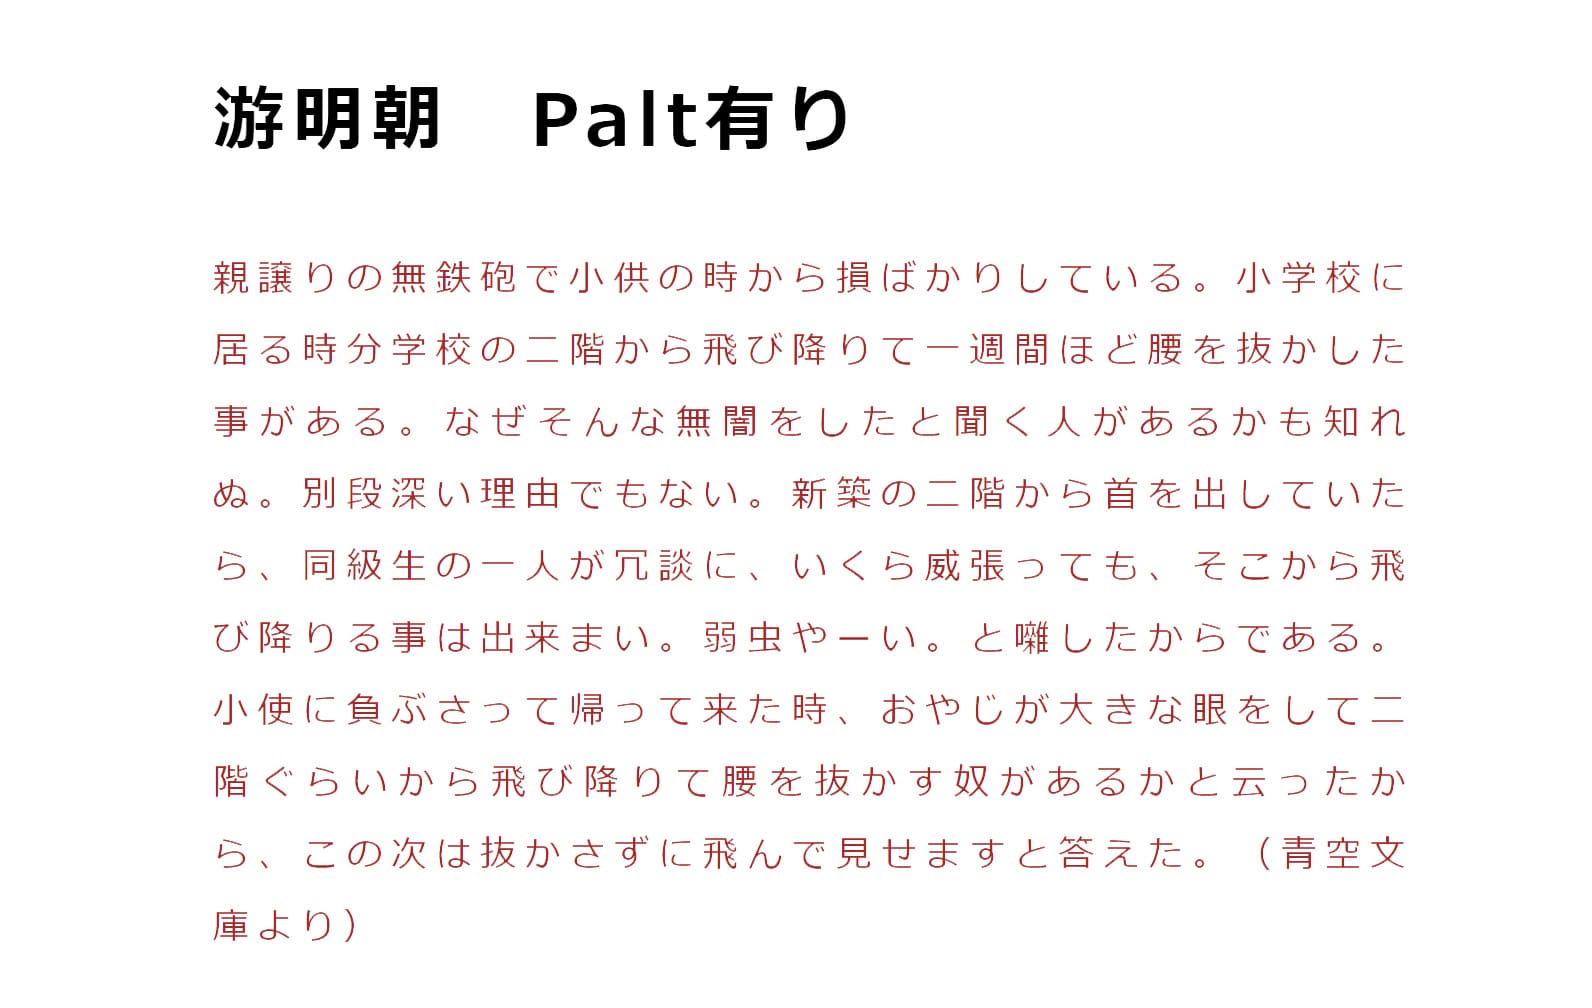 游明朝　Palt有り
親譲りの無鉄砲で小供の時から損ばかりしている。小学校に
居る時分学校の二階から飛び降りて一週間ほど腰を抜かした
事がある。なぜそんな無闇をしたと聞く人があるかも知れ
ぬ。別段深い理由でもない。新築の二階から首を出していた
ら、同級生の一人が冗談に、いくら威張っても、そこから飛
び降りる事は出来まい。弱虫やーい。と囃したからである。
小使に負ぶさって帰って来た時、おやじが大きな眼をして二
階ぐらいから飛び降りて腰を抜かす奴があるかと云ったか
ら、この次は抜かさずに飛んで見せますと答えた。（青空文
庫より）